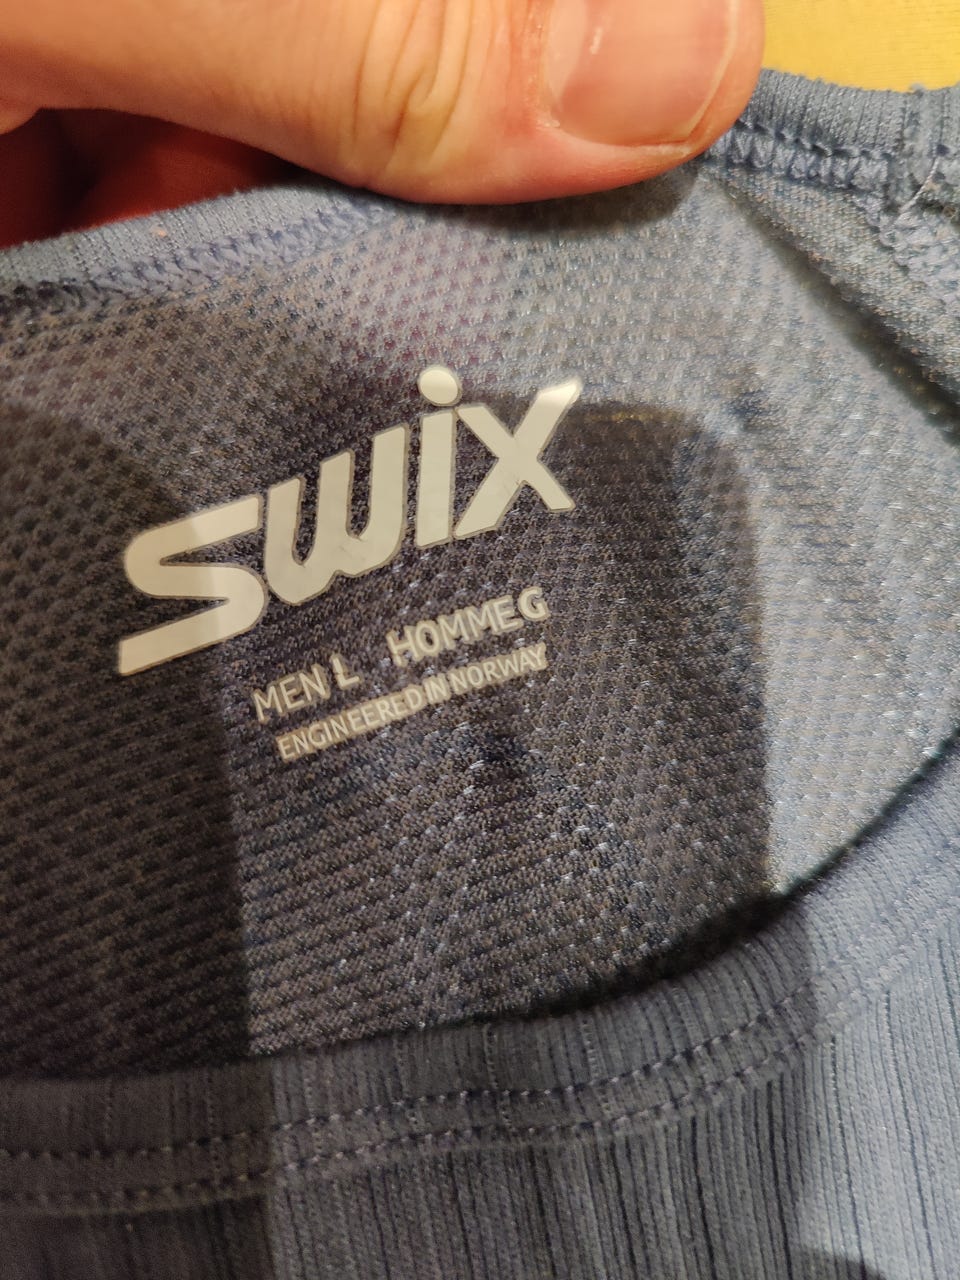 swix
MEN L HOMME G
ENGINEERED IN NORWAY